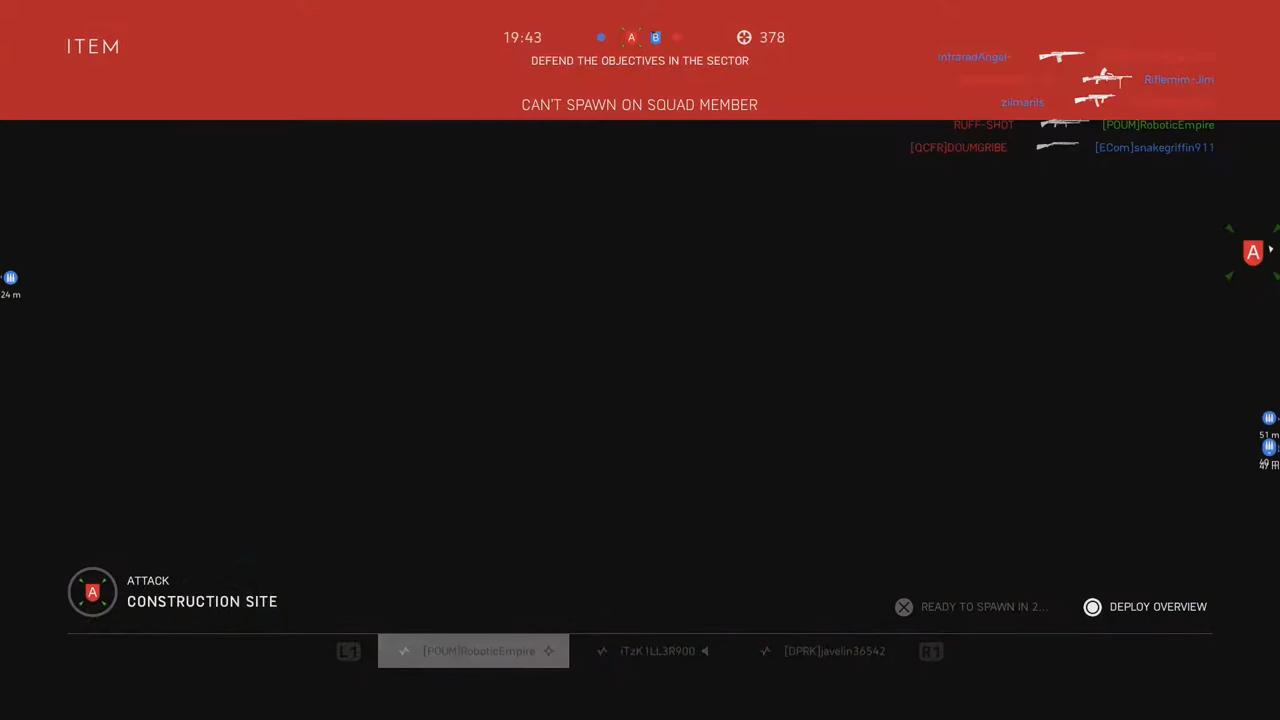 ITEM
19:43 A B 378
DEFEND THE OBJECTIVES IN THE SECTOR
CAN'T SPAWN ON SQUAD MEMBER
InfraredAngel-
Riflemim-Jim
zilmanls
RUFF-SHOT [POUM]RoboticEmpire
[QCFR]DOUMGRIBE [ECom]snakegriffin911
A
24 m
51 m
A
ATTACK
CONSTRUCTION SITE
READY TO SPAWN IN 2...
DEPLOY OVERVIEW
L1 [POUM]RoboticEmpire iTzK1LL3R900 [DPRK]javelin36542 R1